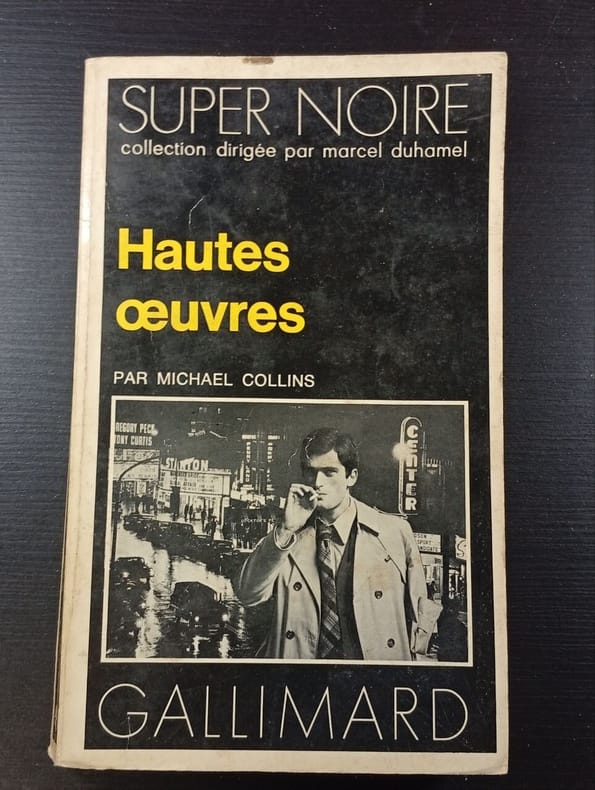 SUPER NOIRE
collection dirigée par marcel duhamel
Hautes
œuvres
PAR MICHAEL COLLINS
GREGORY PECK
TONY CURTIS
CENTER
GALLIMARD